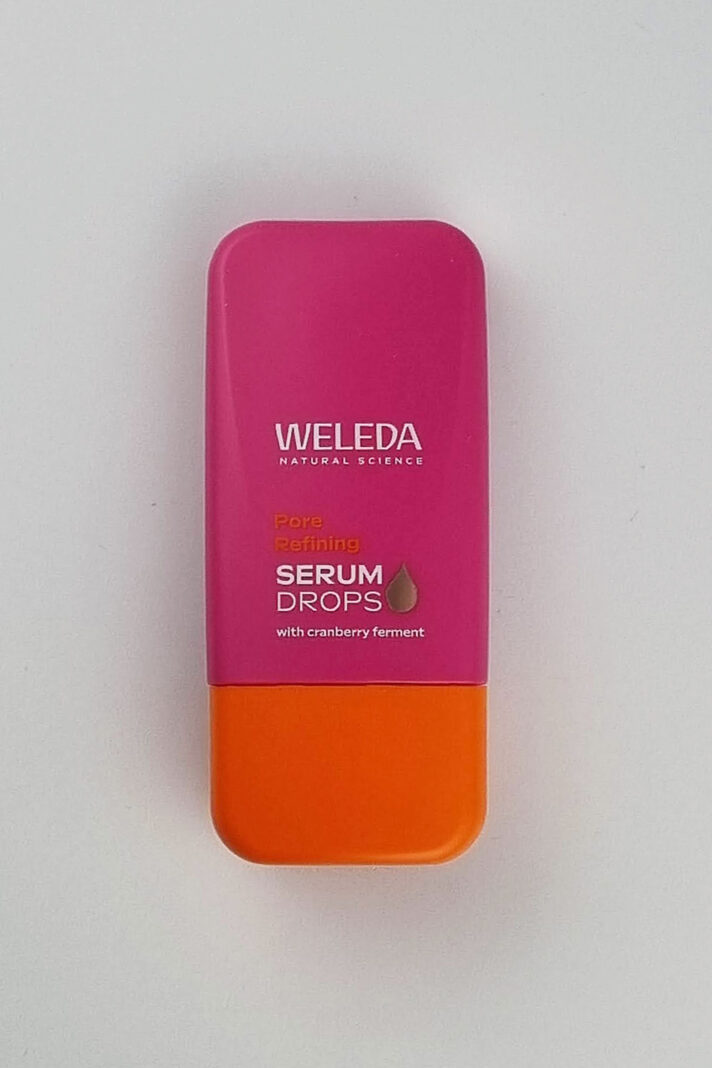 WELEDA
NATURAL SCIENCE
Pore
Refining
SERUM
DROPS
with cranberry ferment